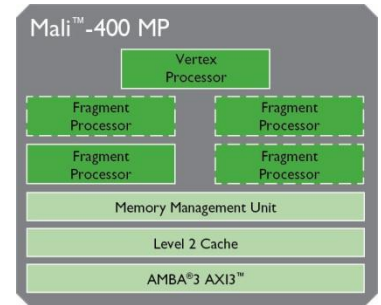 Mali™-400 MP
Vertex
Processor
Fragment
Processor
Fragment
Processor
Fragment
Processor
Fragment
Processor
Memory Management Unit
Level 2 Cache
AMBA®3 AXI3™